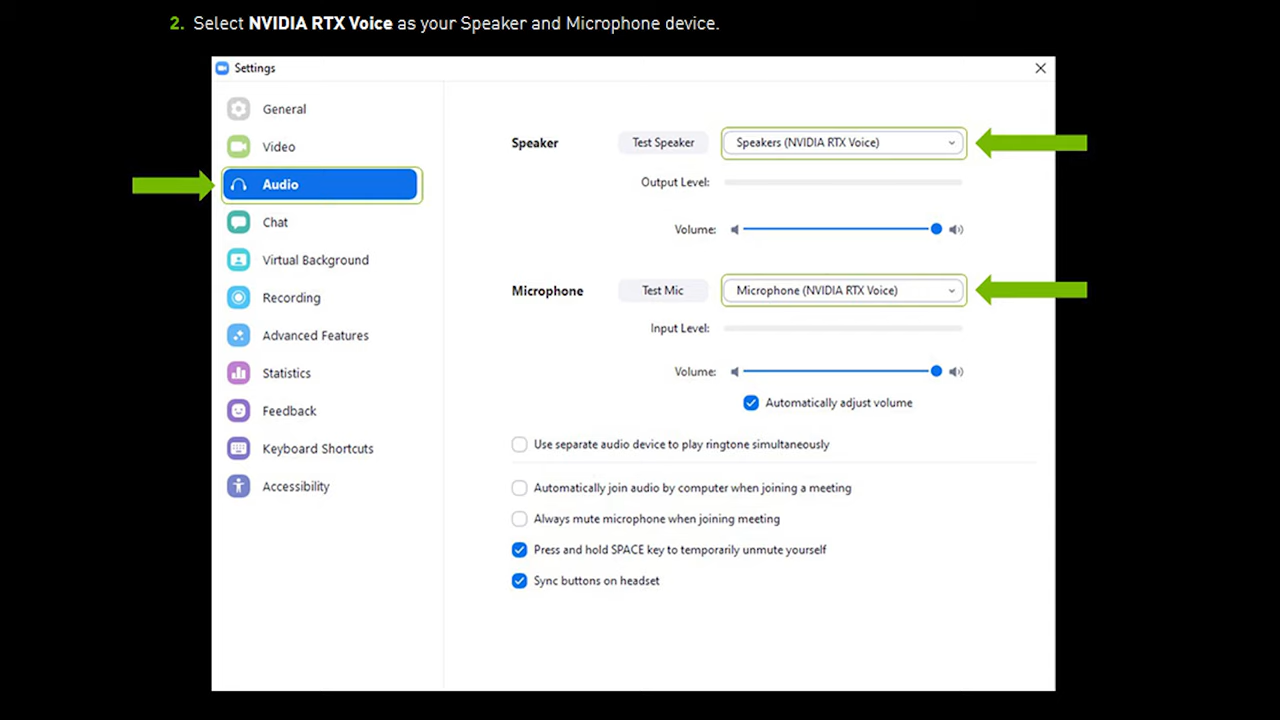 2. Select NVIDIA RTX Voice as your Speaker and Microphone device.
Settings
General
Video
Audio
Chat
Virtual Background
Recording
Advanced Features
Statistics
Feedback
Keyboard Shortcuts
Accessibility
Speaker Test Speaker Speakers (NVIDIA RTX Voice)
Output Level:
Volume:
Microphone Test Mic Microphone (NVIDIA RTX Voice)
Input Level:
Volume:
Automatically adjust volume
Use separate audio device to play ringtone simultaneously
Automatically join audio by computer when joining a meeting
Always mute microphone when joining meeting
Press and hold SPACE key to temporarily unmute yourself
Sync buttons on headset